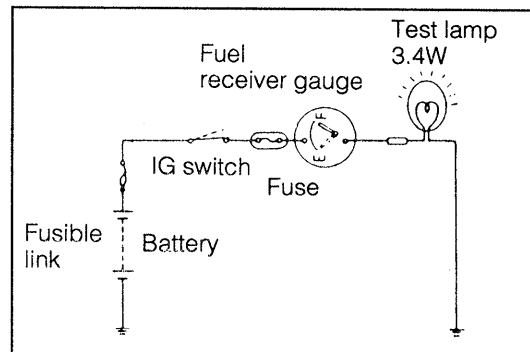 Test lamp
3.4W
Fuel
receiver gauge
F
E
IG switch
Fuse
Fusible
link
Battery